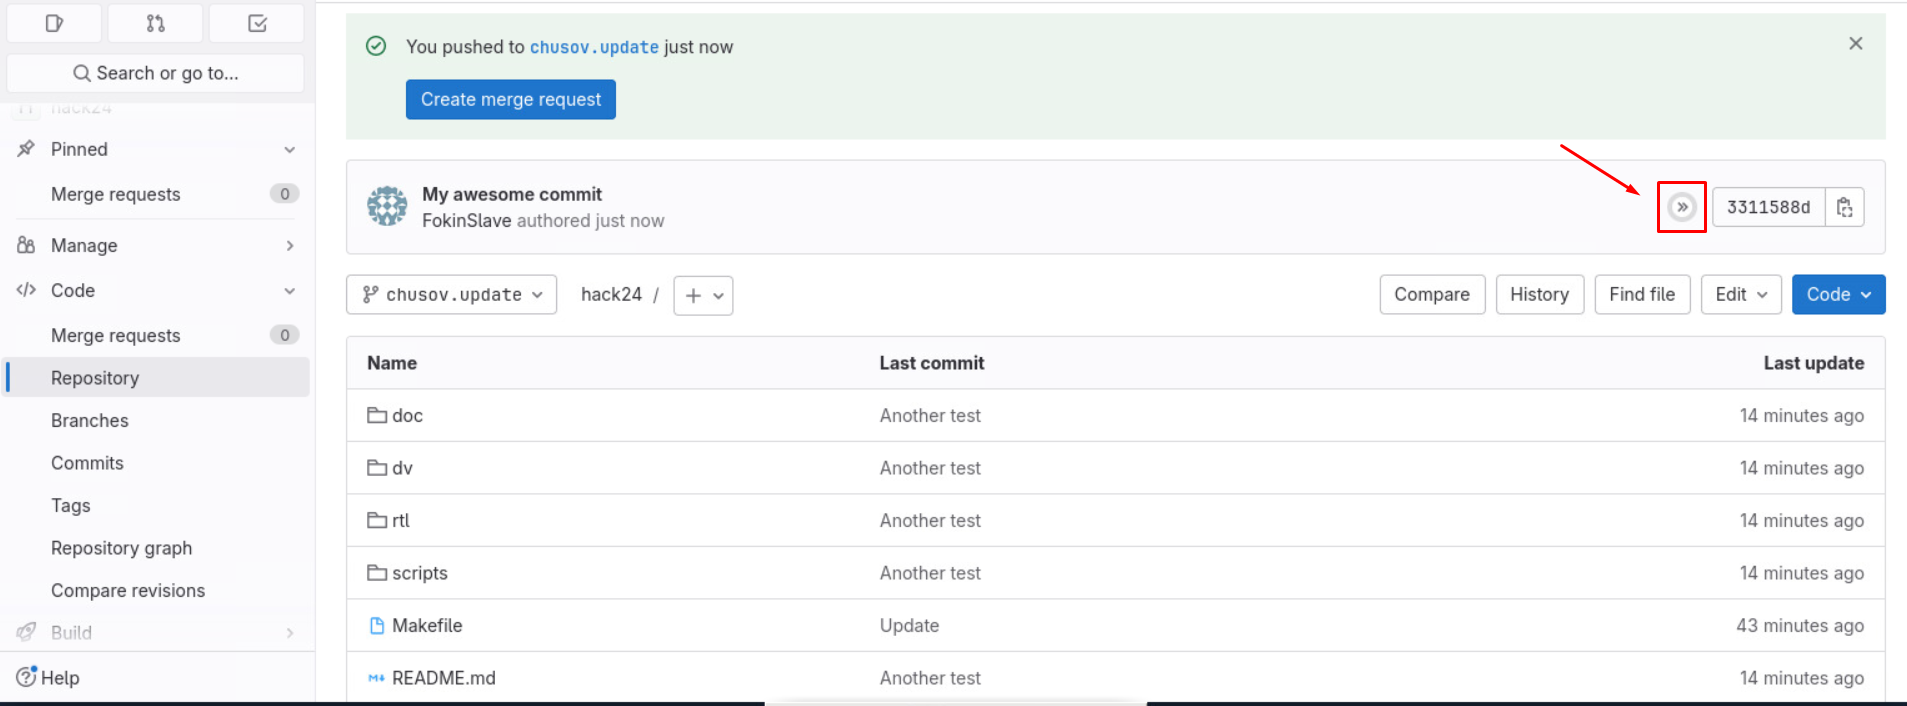 Search or go to...
hack24
Pinned
Merge requests 0
Manage
Code
Merge requests 0
Repository
Branches
Commits
Tags
Repository graph
Compare revisions
Build
Help
You pushed to chusov.update just now
Create merge request
My awesome commit
FokinSlave authored just now
3311588d
chusov.update hack24 / +
Compare History Find file Edit Code
Name Last commit Last update
doc Another test 14 minutes ago
dv Another test 14 minutes ago
rtl Another test 14 minutes ago
scripts Another test 14 minutes ago
Makefile Update 43 minutes ago
README.md Another test 14 minutes ago